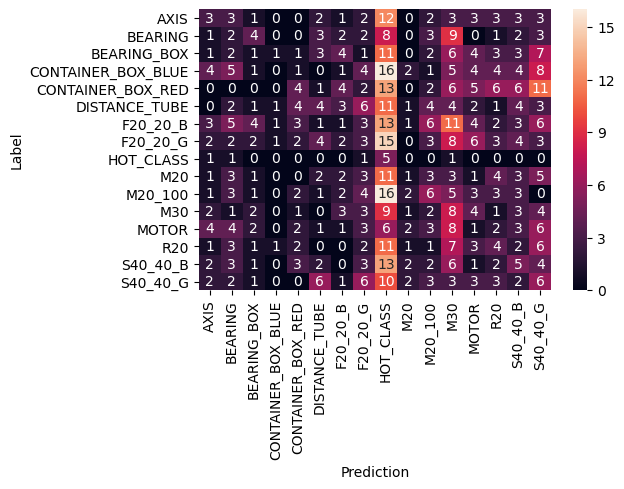 AXIS 3 3 1 0 0 2 1 2 12 0 2 3 3 3 3 3
BEARING 1 2 4 0 0 3 2 2 8 0 3 9 0 1 2 3
BEARING_BOX 1 2 1 1 1 3 4 1 11 0 2 6 4 3 3 7
CONTAINER_BOX_BLUE 4 5 1 0 1 0 1 4 16 2 1 5 4 4 4 8
CONTAINER_BOX_RED 0 0 0 0 4 1 4 2 13 0 2 6 5 6 6 11
DISTANCE_TUBE 0 2 1 1 4 4 3 6 11 1 4 4 2 1 4 3
F20_20_B 3 5 4 1 3 1 1 3 13 1 6 11 4 2 3 6
F20_20_G 2 2 2 1 2 4 2 3 15 0 3 8 6 3 4 3
HOT_CLASS 1 1 0 0 0 0 0 1 5 0 0 1 0 0 0 0
M20 1 3 1 0 0 2 2 3 11 2 3 3 1 4 3 5
M20_100 1 3 1 0 2 1 2 4 16 2 6 5 3 3 3 0
M30 2 1 2 0 1 0 3 3 9 1 2 8 4 1 3 4
MOTOR 4 4 2 0 2 1 1 3 6 2 3 8 1 2 3 6
R20 1 3 1 1 2 0 0 2 11 1 1 7 3 4 2 6
S40_40_B 2 3 1 0 3 2 0 3 13 2 2 6 1 2 5 4
S40_40_G 2 2 1 0 0 6 1 6 10 2 3 3 3 3 2 6
Label
AXIS BEARING BEARING_BOX CONTAINER_BOX_BLUE CONTAINER_BOX_RED DISTANCE_TUBE F20_20_B F20_20_G HOT_CLASS M20 M20_100 M30 MOTOR R20 S40_40_B S40_40_G
Prediction
15
12
9
6
3
0